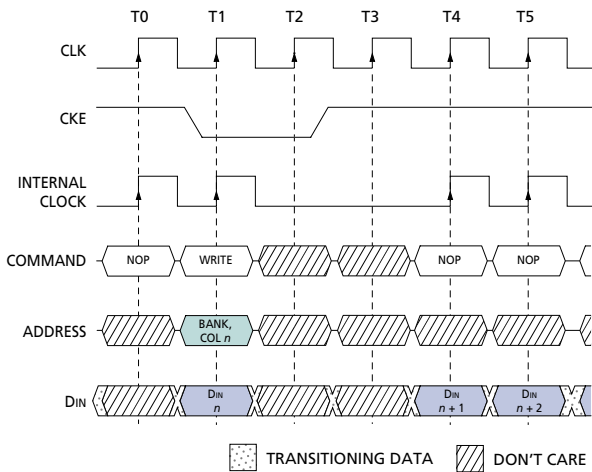 T0 T1 T2 T3 T4 T5
CLK
CKE
INTERNAL
CLOCK
COMMAND NOP WRITE NOP NOP
ADDRESS BANK,
COL n
DIN DIN
n DIN
n + 1 DIN
n + 2
TRANSITIONING DATA DON'T CARE